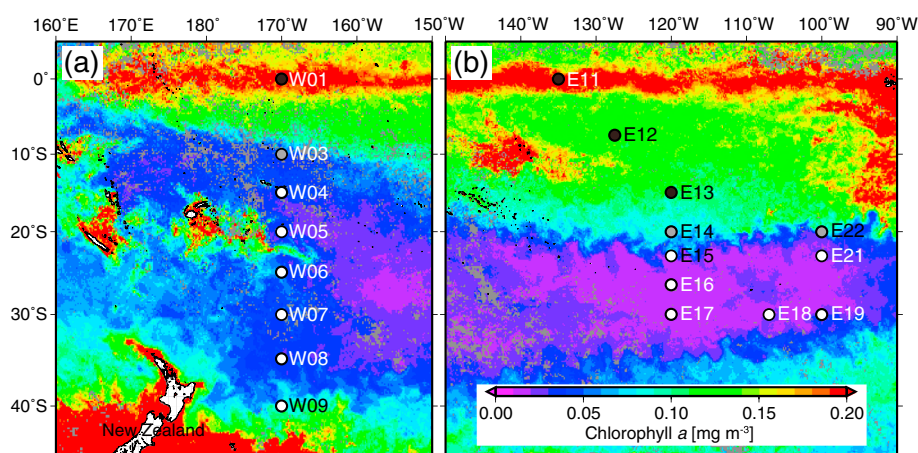 160°E 170° 180° -170° 160° 150°W
140°W -130° -120° -110° -100° 90°W
(a)
(b)
0°
10°S
20°S
30°S
40°S
W01
W03
W04
W05
W06
W07
W08
W09
New Zealand
E11
E12
E13
E14 E22
E15 E21
E16
E17 E18 E19
0.00 0.05 0.10 0.15 0.20
Chlorophyll a [mg m⁻³]